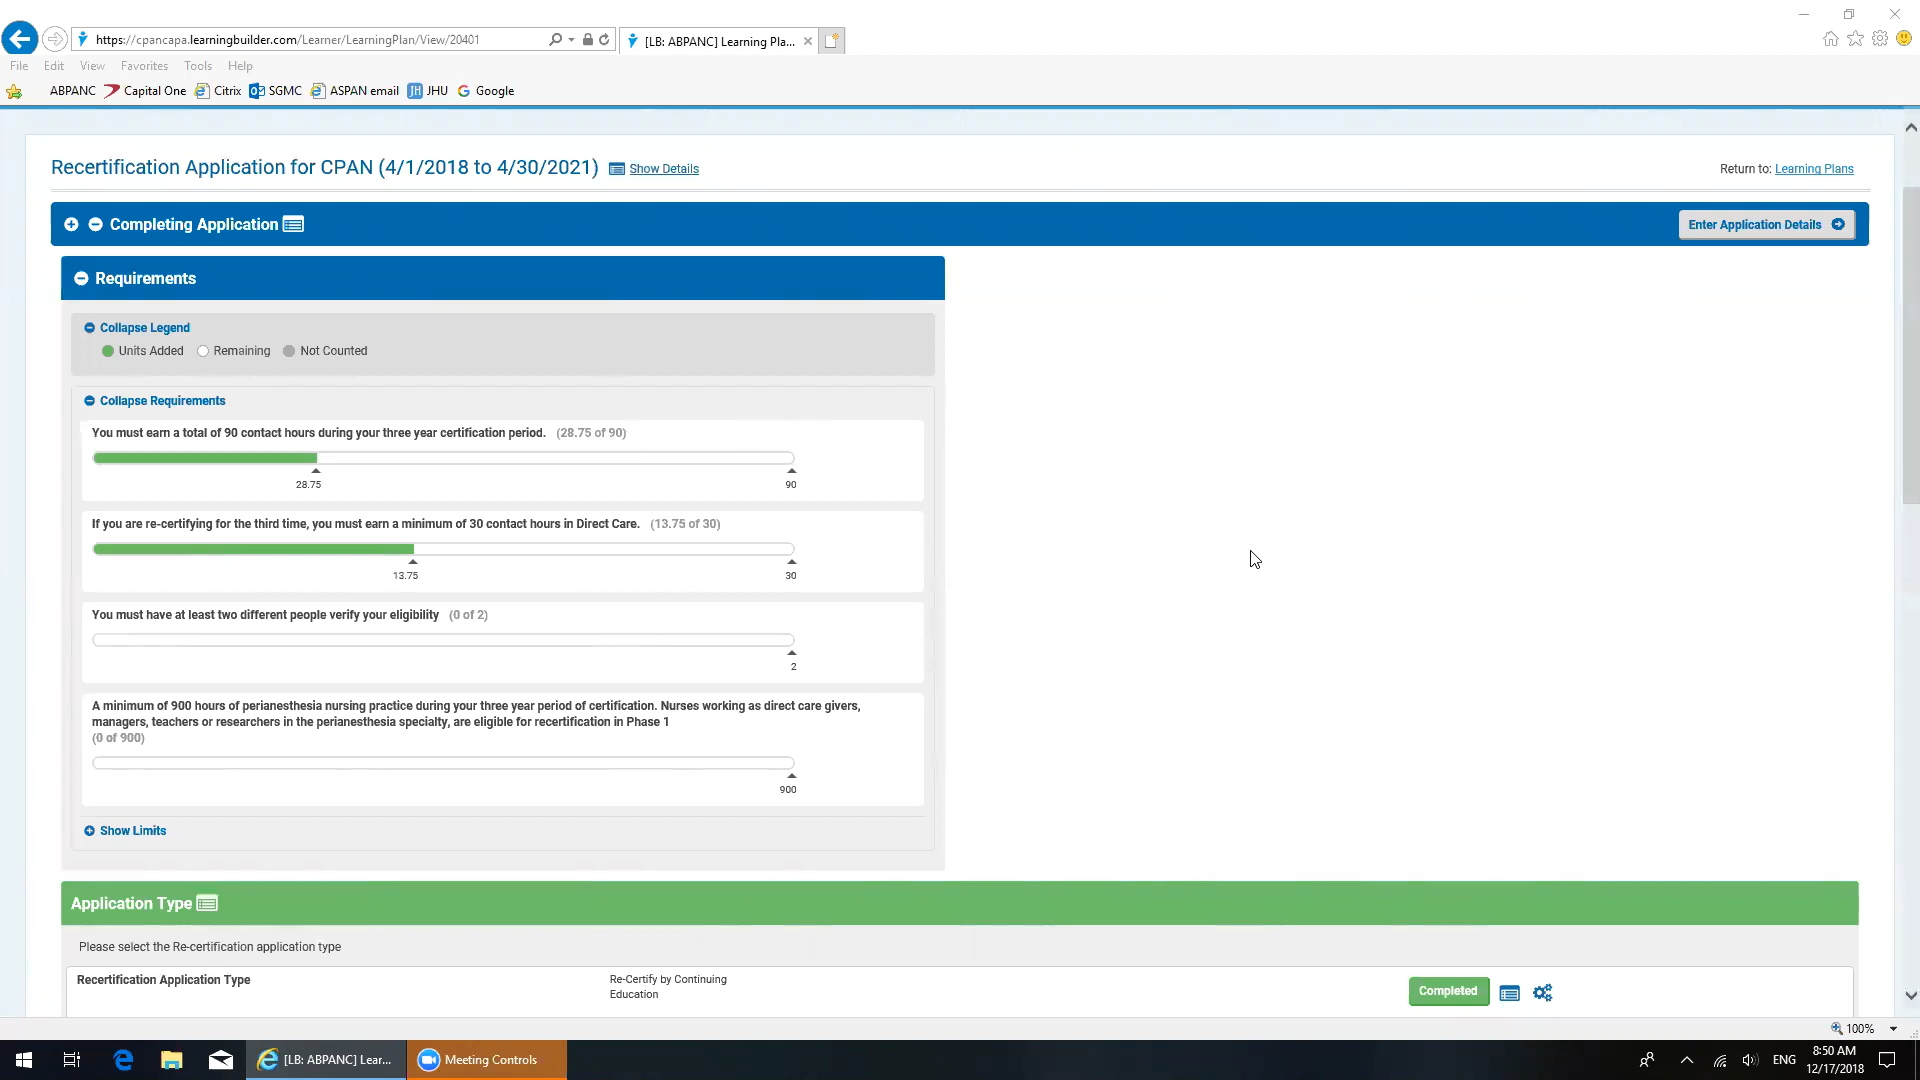 https://cpancapa.learningbuilder.com/Learner/LearningPlan/View/20401
[LB: ABPANC] Learning Pla...
File Edit View Favorites Tools Help
ABPANC Capital One Citrix SGMC ASPAN email JH JHU Google
Recertification Application for CPAN (4/1/2018 to 4/30/2021) Show Details
Return to: Learning Plans
Completing Application
Enter Application Details
Requirements
Collapse Legend
Units Added Remaining Not Counted
Collapse Requirements
You must earn a total of 90 contact hours during your three year certification period. (28.75 of 90)
28.75 90
If you are re-certifying for the third time, you must earn a minimum of 30 contact hours in Direct Care. (13.75 of 30)
13.75 30
You must have at least two different people verify your eligibility (0 of 2)
2
A minimum of 900 hours of perianesthesia nursing practice during your three year period of certification. Nurses working as direct care givers,
managers, teachers or researchers in the perianesthesia specialty, are eligible for recertification in Phase 1
(0 of 900)
900
Show Limits
Application Type
Please select the Re-certification application type
Recertification Application Type
Re-Certify by Continuing
Education
Completed
100%
[LB: ABPANC] Lear...
Meeting Controls
ENG
8:50 AM
12/17/2018